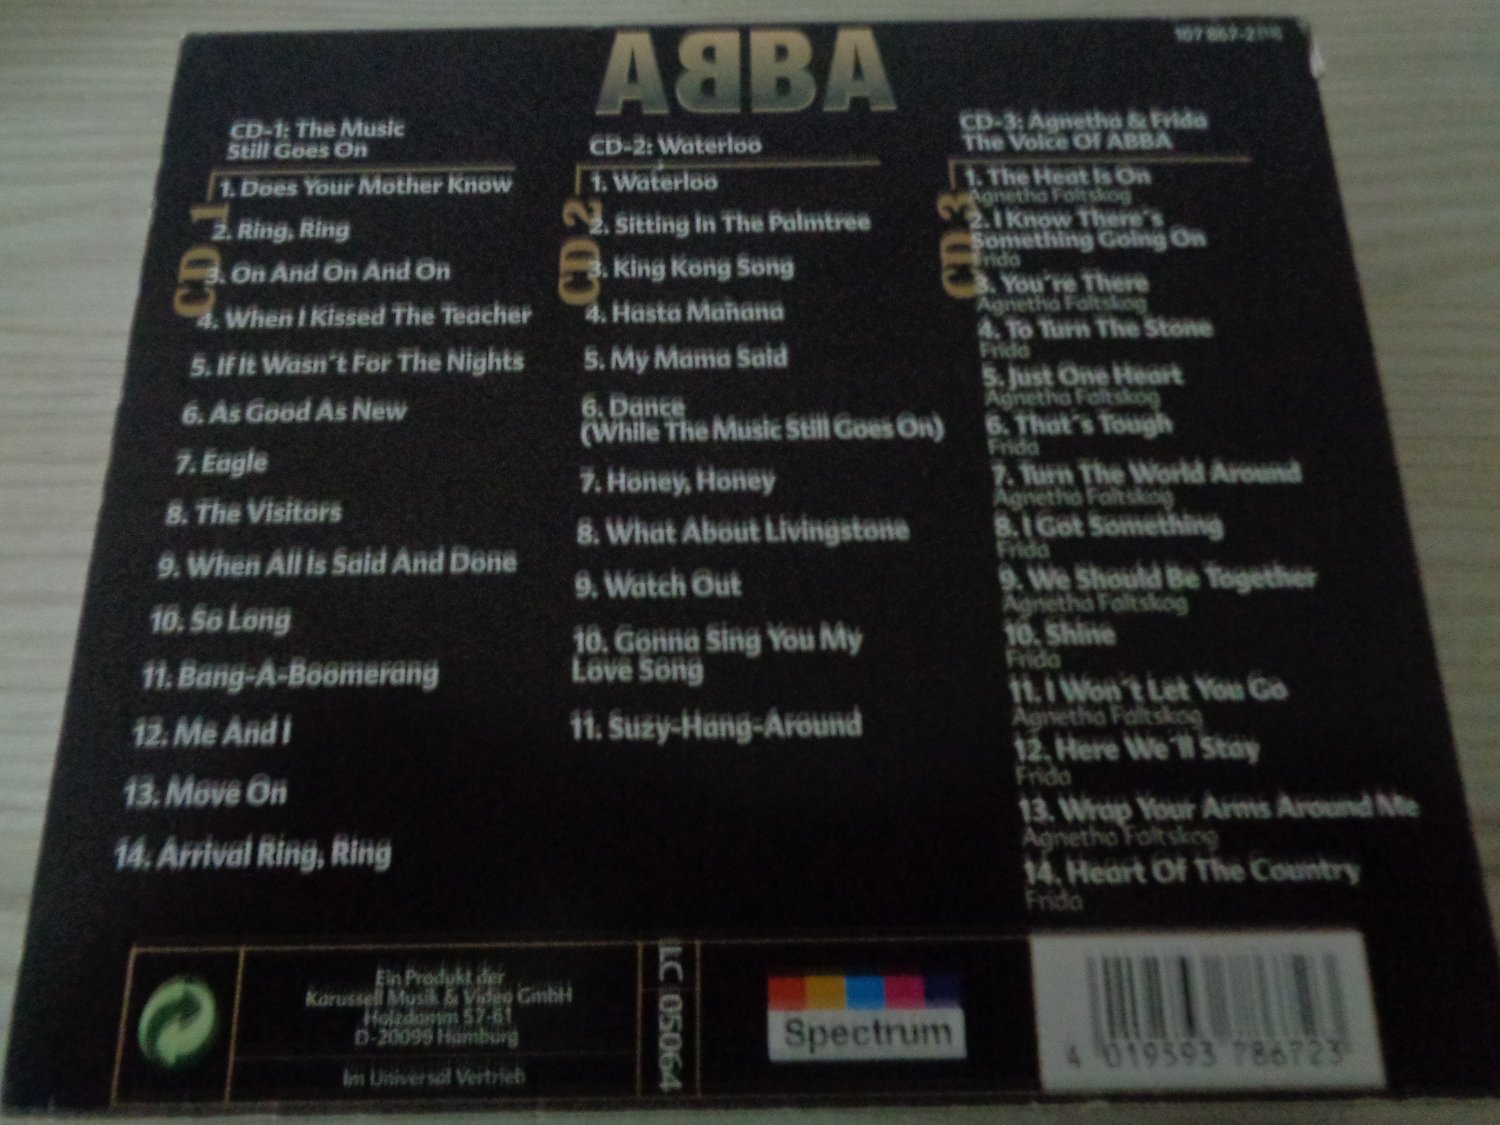 ABBA
107 867-2
CD-1: The Music
Still Goes On
CD 1
1. Does Your Mother Know
2. Ring, Ring
3. On And On And On
4. When I Kissed The Teacher
5. If It Wasn´t For The Nights
6. As Good As New
7. Eagle
8. The Visitors
9. When All Is Said And Done
10. So Long
11. Bang-A-Boomerang
12. Me And I
13. Move On
14. Arrival Ring, Ring
CD-2: Waterloo
CD 2
1. Waterloo
2. Sitting In The Palmtree
3. King Kong Song
4. Hasta Mañana
5. My Mama Said
6. Dance
(While The Music Still Goes On)
7. Honey, Honey
8. What About Livingstone
9. Watch Out
10. Gonna Sing You My
Love Song
11. Suzy-Hang-Around
CD-3: Agnetha & Frida
The Voice Of ABBA
CD 3
1. The Heat Is On
Agnetha Faltskog
2. I Know There´s
Something Going On
Frida
3. You´re There
Agnetha Faltskog
4. To Turn The Stone
Frida
5. Just One Heart
Agnetha Faltskog
6. That´s Tough
Frida
7. Turn The World Around
Agnetha Faltskog
8. I Got Something
Frida
9. We Should Be Together
Agnetha Faltskog
10. Shine
Frida
11. I Won´t Let You Go
Agnetha Faltskog
12. Here We´ll Stay
Frida
13. Wrap Your Arms Around Me
Agnetha Faltskog
14. Heart Of The Country
Frida
Ein Produkt der
Karussell Musik & Video GmbH
Holzdamm 57-61
D-20099 Hamburg
Im Universal Vertrieb
LC 05064
Spectrum
4 019593 786723